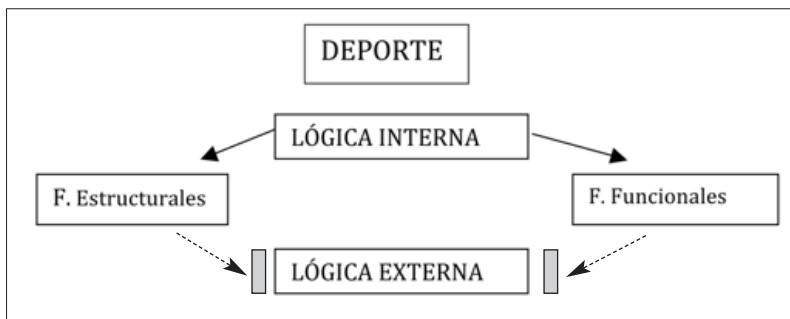 DEPORTE
LÓGICA INTERNA
F. Estructurales
F. Funcionales
LÓGICA EXTERNA